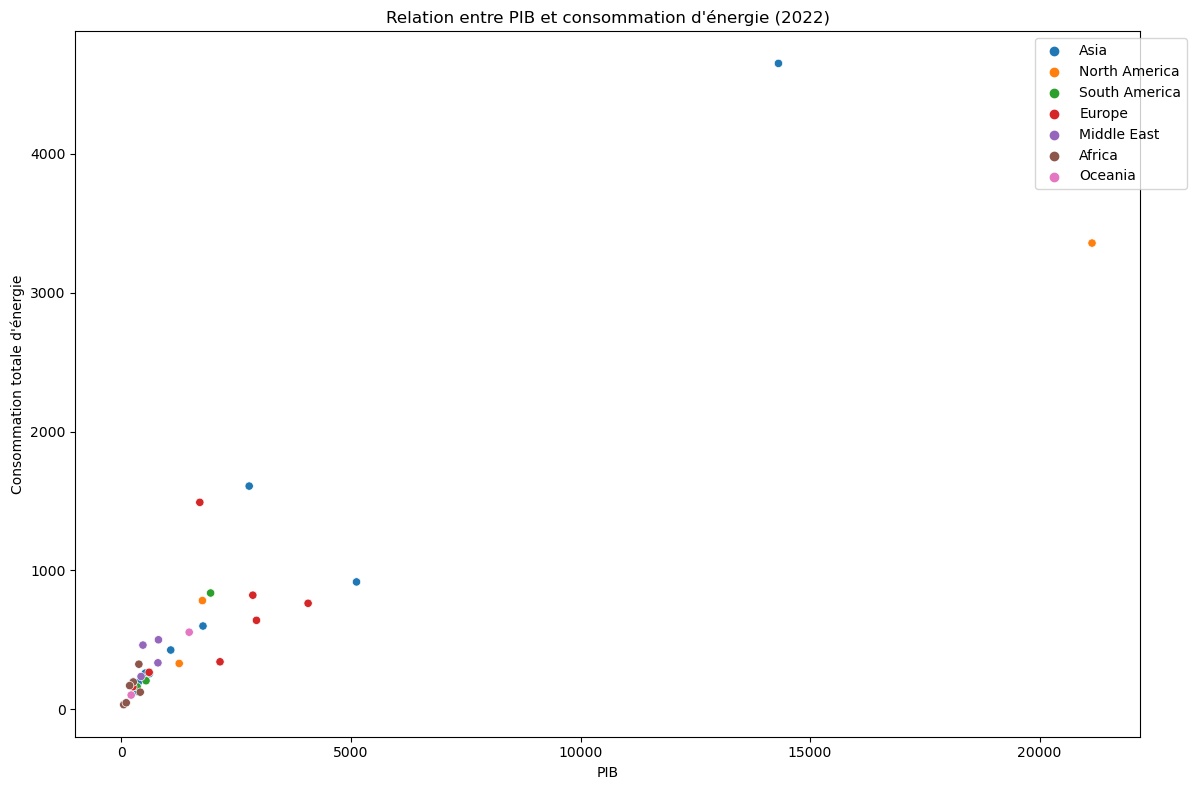 Relation entre PIB et consommation d'énergie (2022)
Asia
North America
South America
Europe
Middle East
Africa
Oceania
Consommation totale d'énergie
4000
3000
2000
1000
0
0
5000
10000
15000
20000
PIB